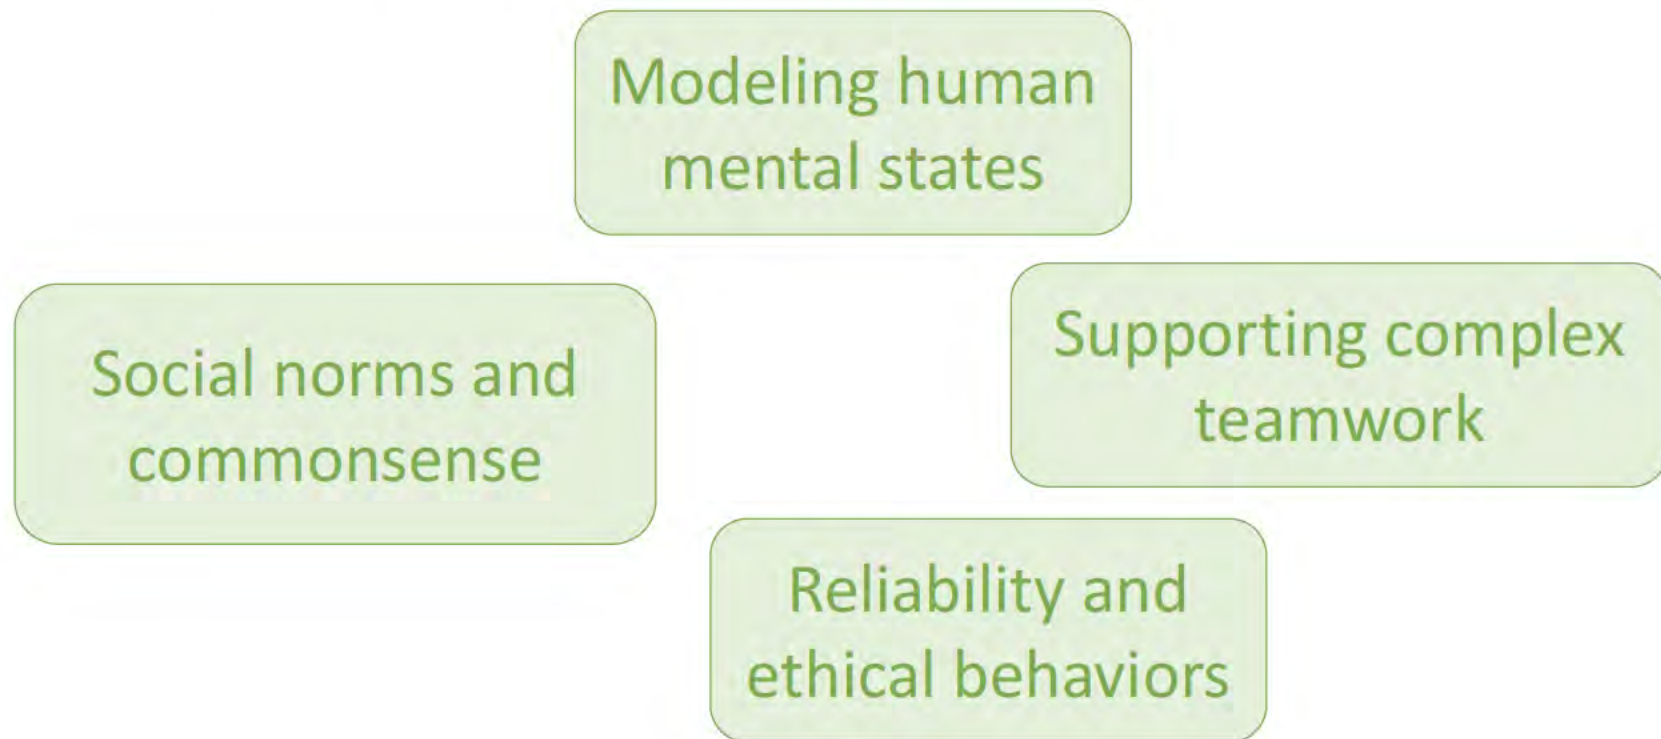 Modeling human
mental states
Social norms and
commonsense
Supporting complex
teamwork
Reliability and
ethical behaviors